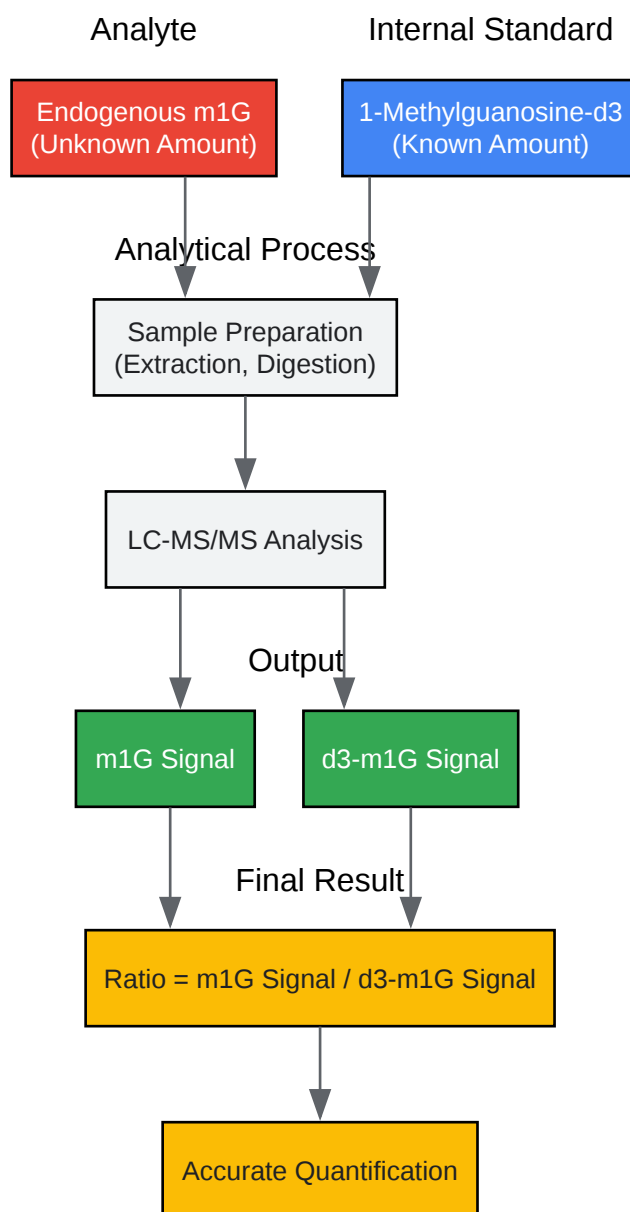 Analyte
Internal Standard
Endogenous m1G
(Unknown Amount)
1-Methylguanosine-d3
(Known Amount)
Analytical Process
Sample Preparation
(Extraction, Digestion)
LC-MS/MS Analysis
Output
m1G Signal
d3-m1G Signal
Final Result
Ratio = m1G Signal / d3-m1G Signal
Accurate Quantification